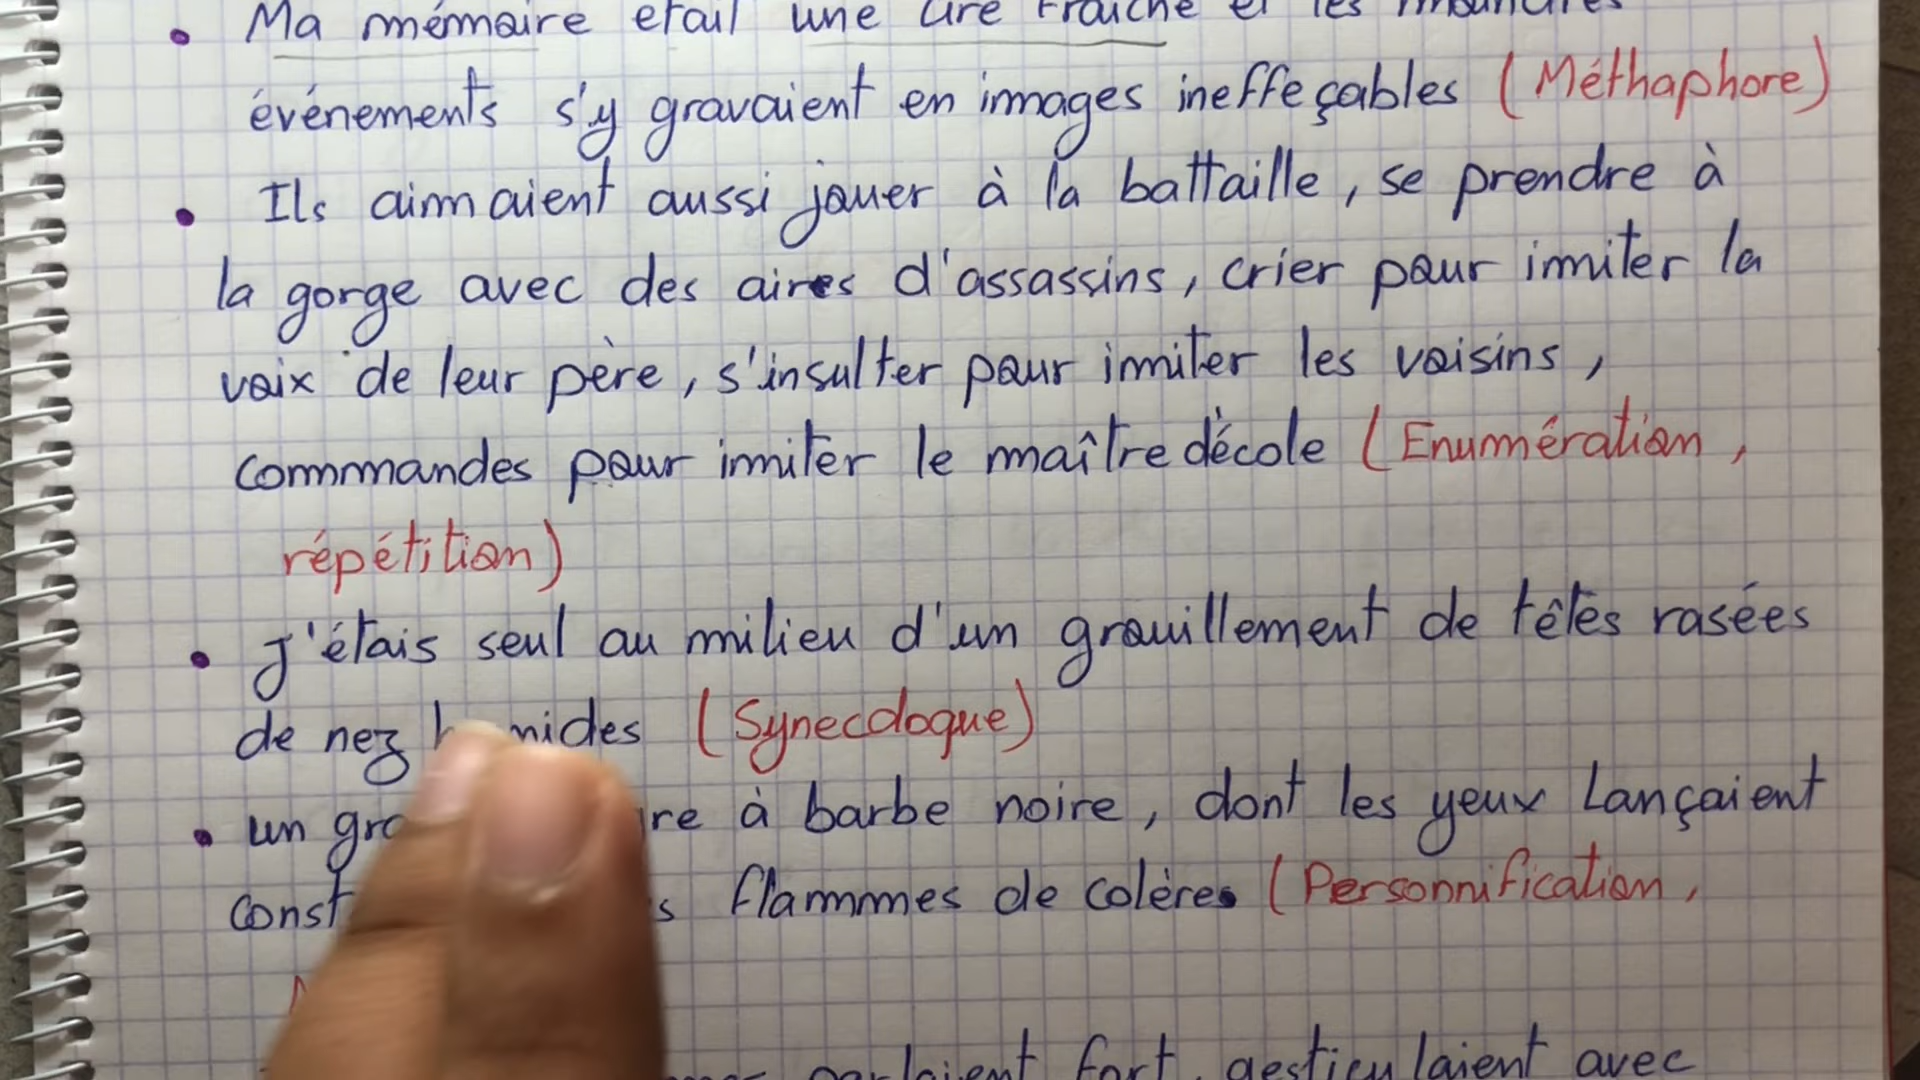 Ma mémoire était une cire fraîche et les moindres
événements s'y gravaient en images ineffeçables (Méthaphore)
Ils aimaient aussi jouer à la battaille, se prendre à
la gorge avec des aires d'assassins, crier pour imiter la
voix de leur père, s'insulter pour imiter les voisins,
commandes pour imiter le maître d'école (Enumération,
répétition)
J'étais seul au milieu d'un grouillement de têtes rasées
de nez (Synecdoque)
un à barbe noire, dont les yeux lançaient
flammes de colères (Personnification,
parlaient fort, gesticulaient avec